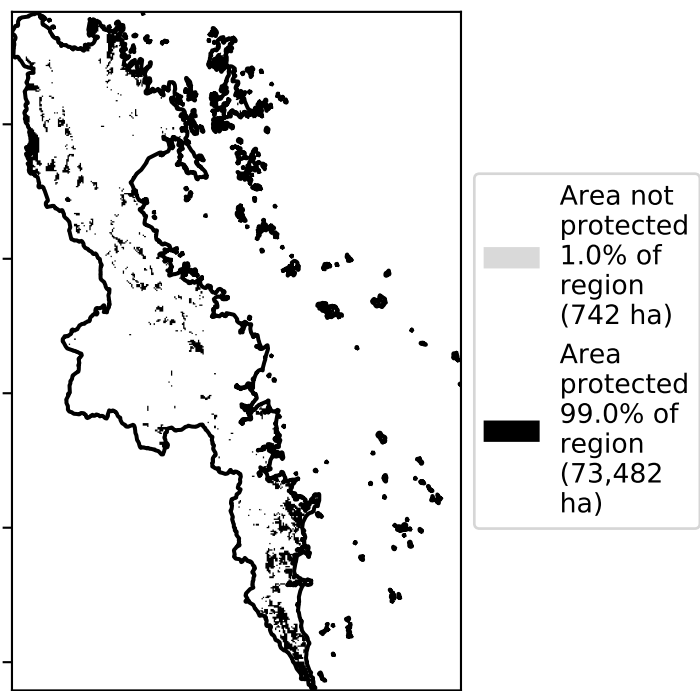 Area not
protected
1.0% of
region
(742 ha)
Area
protected
99.0% of
region
(73,482
ha)